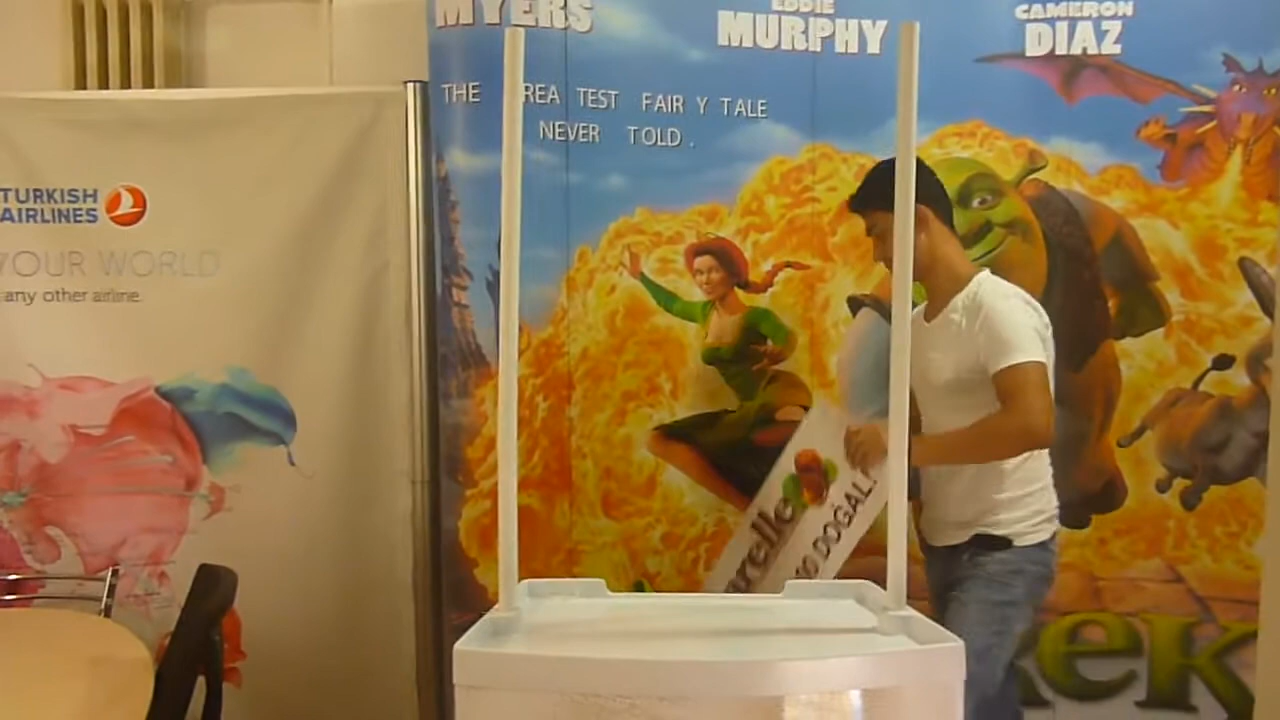 MYERS
EDDIE
MURPHY
CAMERON
DIAZ
THE REA TEST FAIR Y TALE
NEVER TOLD.
TURKISH
AIRLINES
YOUR WORLD
any other airline.
relle
DOĞAL